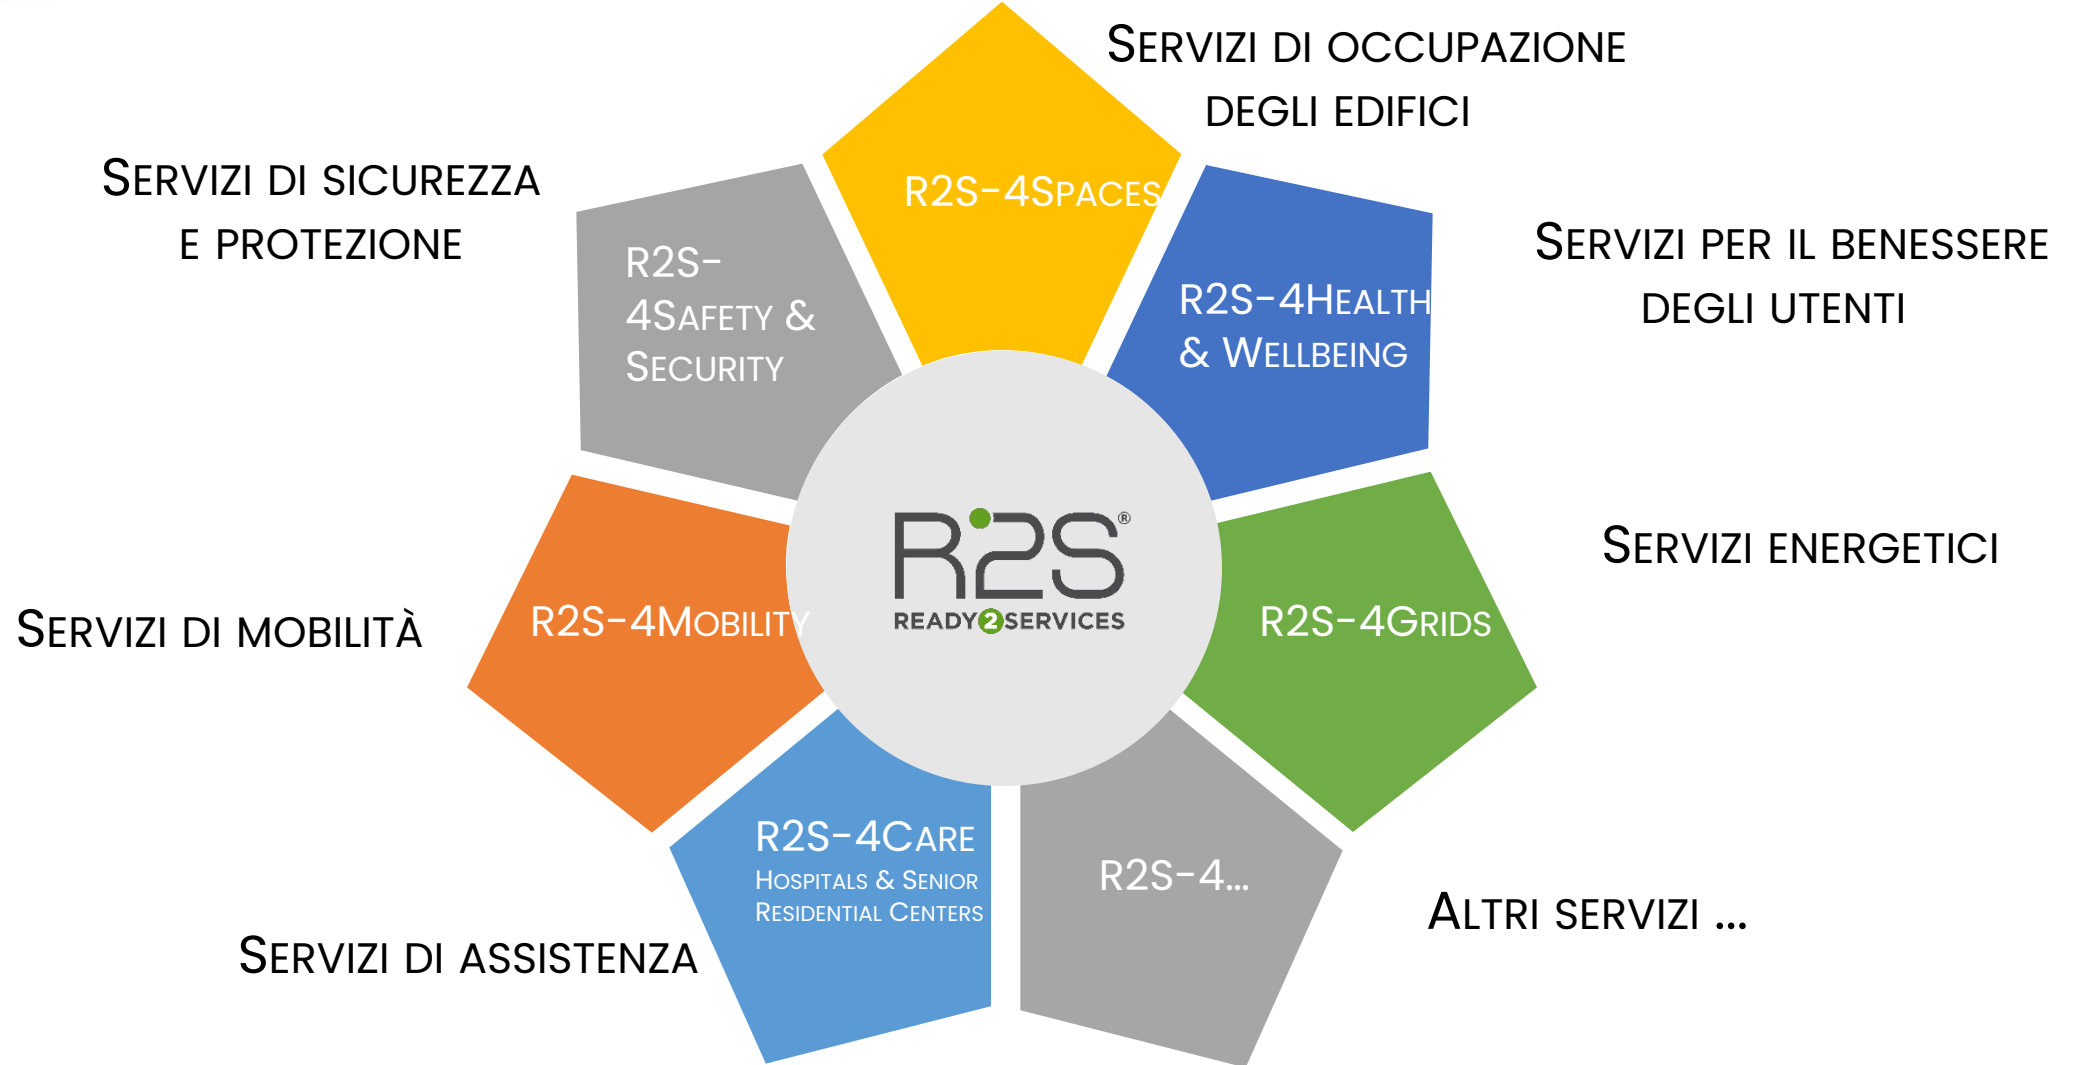 Servizi di occupazione
degli edifici
Servizi di sicurezza
e protezione
R2S-4Spaces
Servizi per il benessere
degli utenti
R2S-
4Safety &
Security
R2S-4Health
& Wellbeing
R2S®
READY2SERVICES
Servizi energetici
Servizi di mobilità
R2S-4Mobility
R2S-4Grids
R2S-4Care
Hospitals & Senior
Residential Centers
R2S-4...
Altri servizi ...
Servizi di assistenza